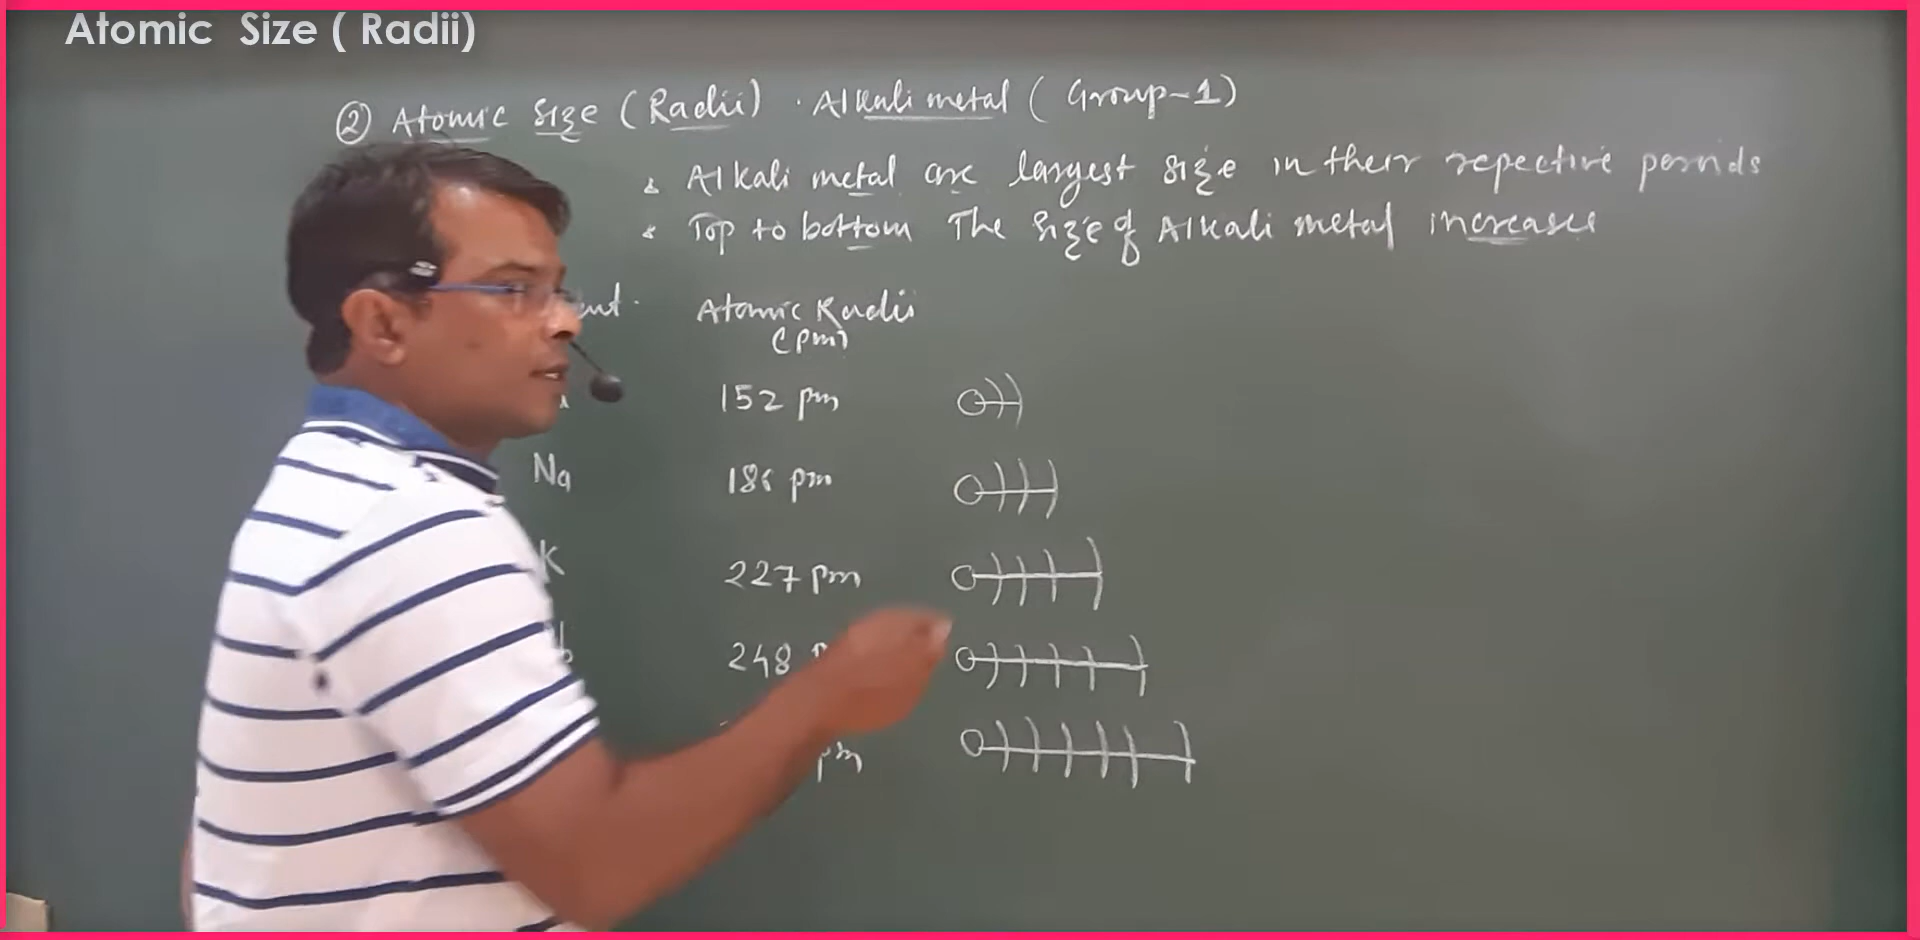 Atomic Size ( Radii)
② Atomic Size (Radii) . Alkali metal ( Group-1)
Alkali metal are largest size in their repective periods
Top to bottom The Size of Alkali metal increases
Atomic Radii
(pm)
152 pm
Na 186 pm
K 227 pm
248
pm